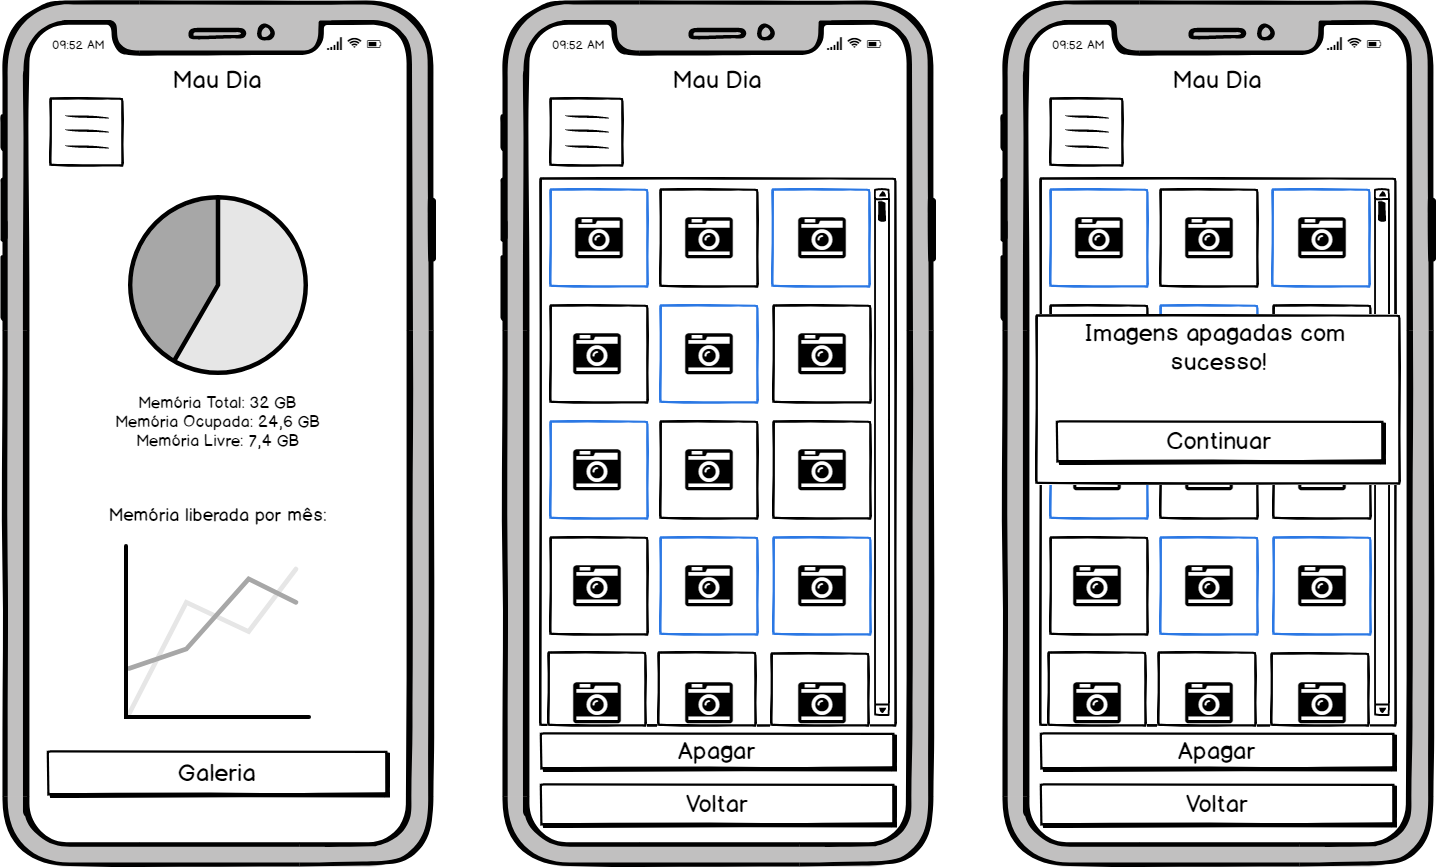 09:52 AM
Mau Dia
Memória Total: 32 GB
Memória Ocupada: 24,6 GB
Memória Livre: 7,4 GB
Memória liberada por mês:
Galeria
09:52 AM
Mau Dia
Apagar
Voltar
09:52 AM
Mau Dia
Imagens apagadas com
sucesso!
Continuar
Apagar
Voltar